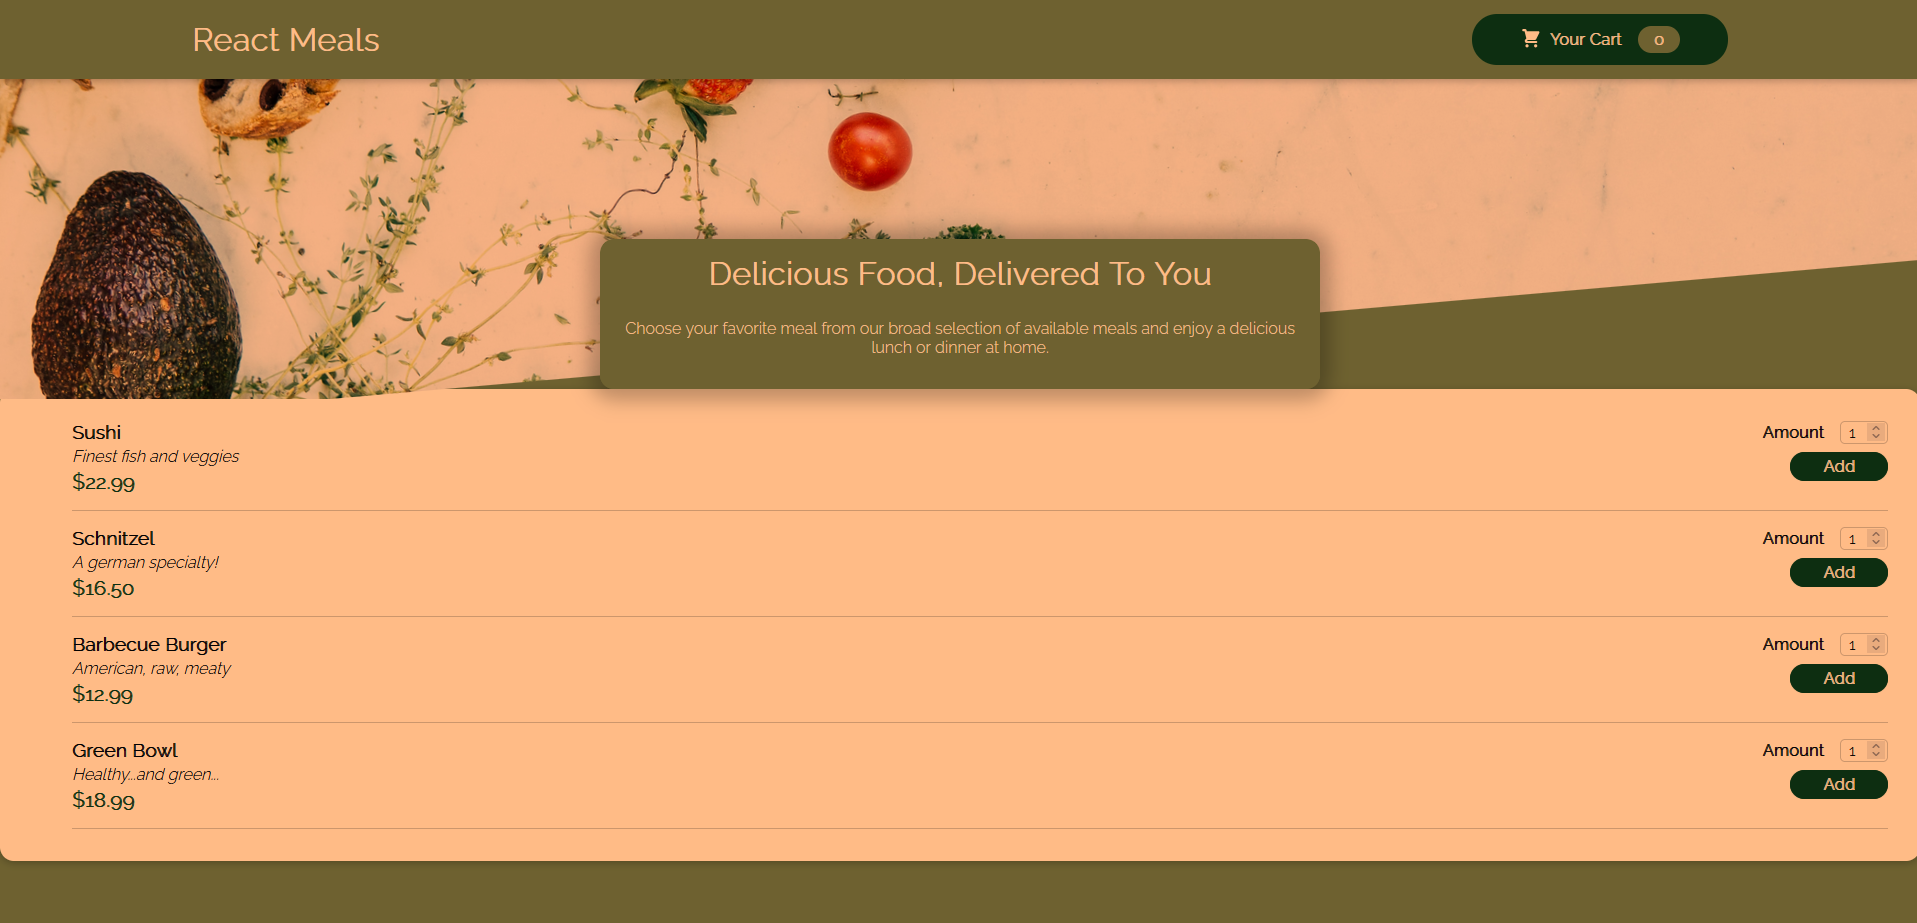 React Meals
Your Cart 0
Delicious Food, Delivered To You
Choose your favorite meal from our broad selection of available meals and enjoy a delicious
lunch or dinner at home.
Sushi
Finest fish and veggies
$22.99
Amount 1
Add
Schnitzel
A german specialty!
$16.50
Amount 1
Add
Barbecue Burger
American, raw, meaty
$12.99
Amount 1
Add
Green Bowl
Healthy...and green...
$18.99
Amount 1
Add